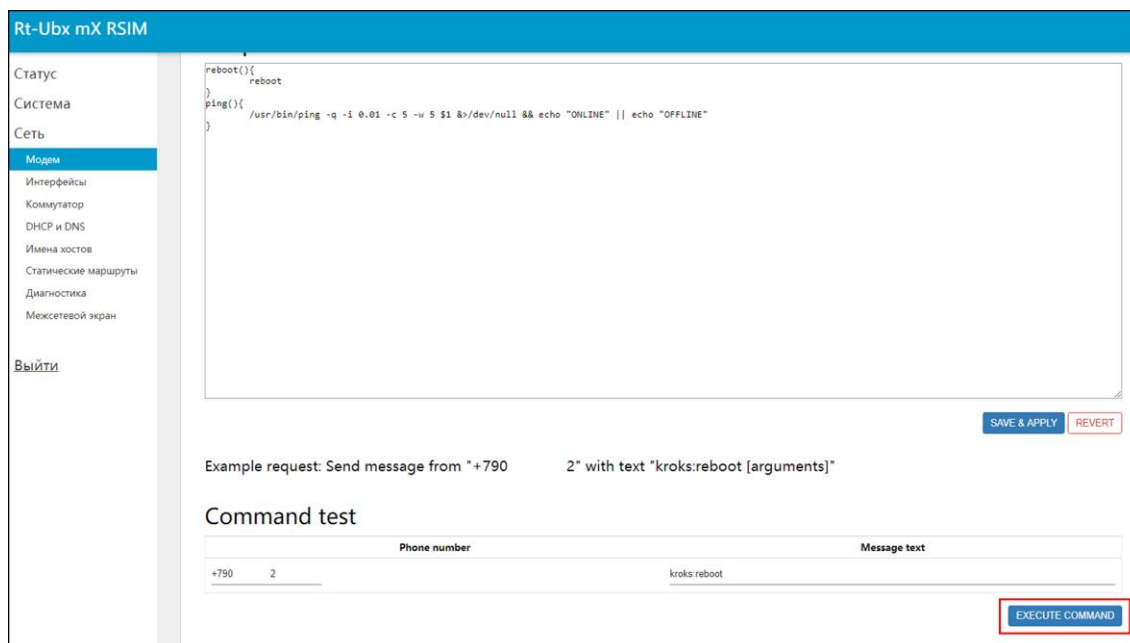 Rt-Ubx mX RSIM
Статус
Система
Сеть
Модем
Интерфейсы
Коммутатор
DHCP и DNS
Имена хостов
Статические маршруты
Диагностика
Межсетевой экран
Выйти
reboot(){
reboot
}
ping(){
/usr/bin/ping -q -i 0.01 -c 5 -w 5 $1 &>/dev/null && echo "ONLINE" || echo "OFFLINE"
}
SAVE & APPLY REVERT
Example request: Send message from "+790 2" with text "kroks:reboot [arguments]"
Command test
Phone number Message text
+790 2 kroks:reboot
EXECUTE COMMAND